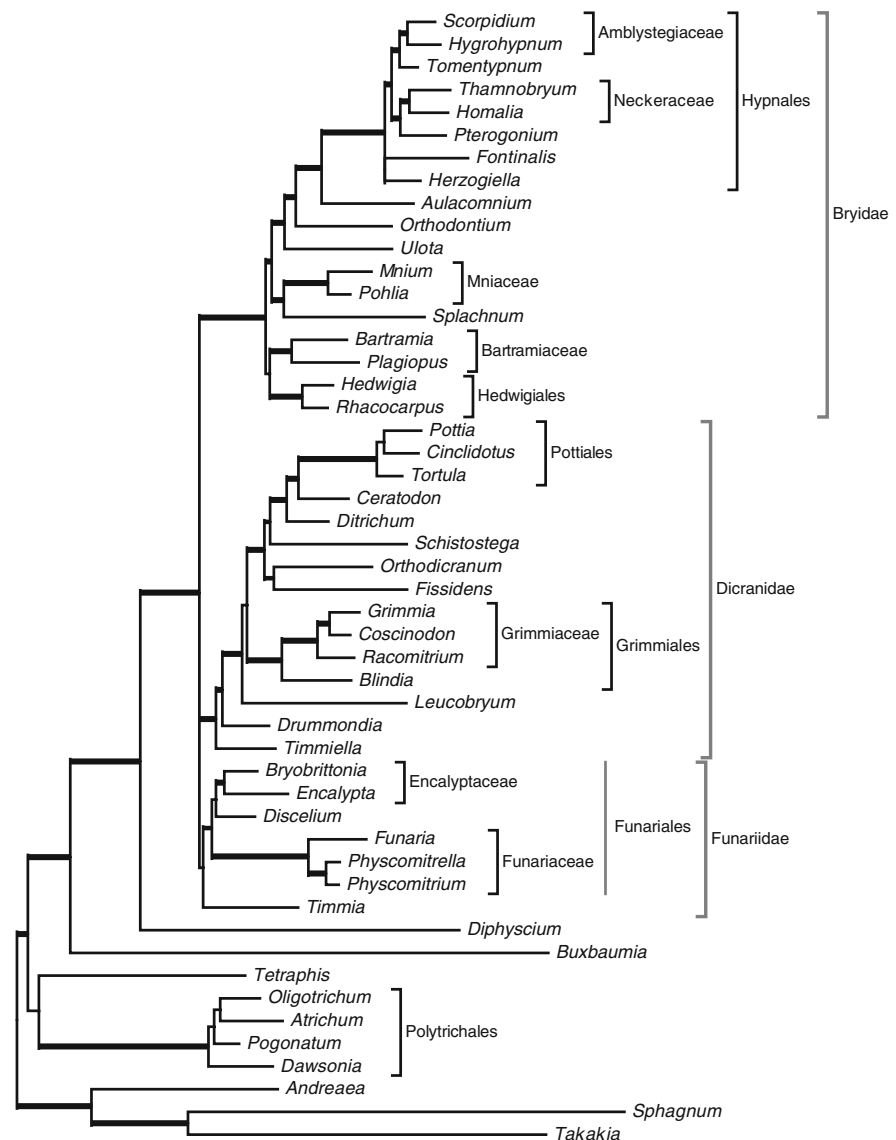 Scorpidium
Hygrohypnum
Amblystegiaceae
Tomentypnum
Thamnobryum
Homalia
Neckeraceae
Hypnales
Pterogonium
Fontinalis
Herzogiella
Aulacomnium
Bryidae
Orthodontium
Ulota
Mnium
Pohlia
Mniaceae
Splachnum
Bartramia
Plagiopus
Bartramiaceae
Hedwigia
Rhacocarpus
Hedwigiales
Pottia
Cinclidotus
Tortula
Pottiales
Ceratodon
Ditrichum
Schistostega
Orthodicranum
Fissidens
Dicranidae
Grimmia
Coscinodon
Racomitrium
Grimmiaceae
Grimmiales
Blindia
Leucobryum
Drummondia
Timmiella
Bryobrittonia
Encalypta
Encalyptaceae
Discelium
Funariales
Funariidae
Funaria
Physcomitrella
Physcomitrium
Funariaceae
Timmia
Diphyscium
Buxbaumia
Tetraphis
Oligotrichum
Atrichum
Pogonatum
Dawsonia
Polytrichales
Andreaea
Sphagnum
Takakia